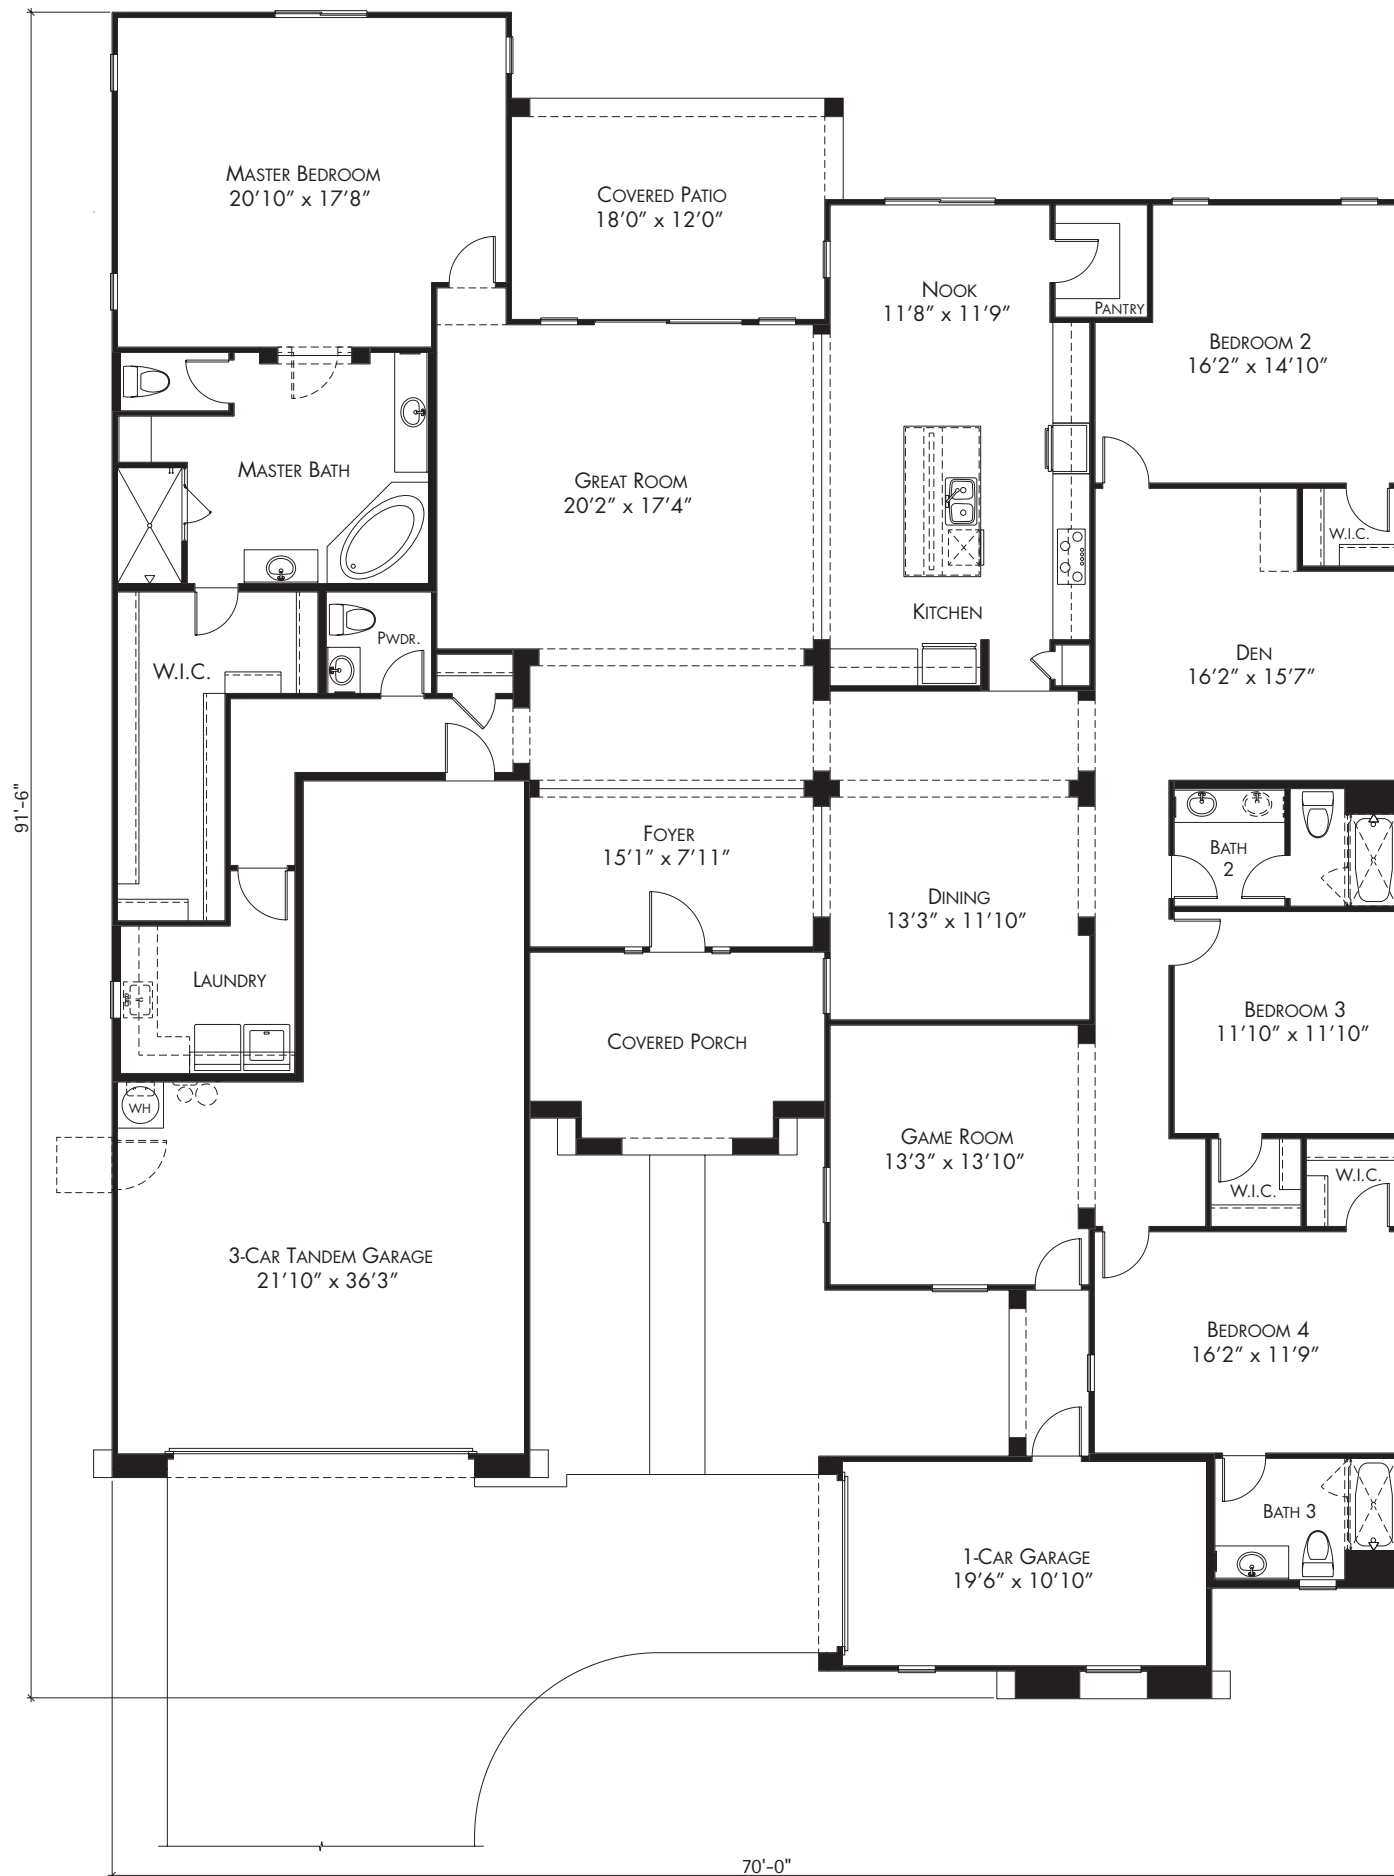 MASTER BEDROOM
20'10" x 17'8"
COVERED PATIO
18'0" x 12'0"
NOOK
11'8" x 11'9"
PANTRY
BEDROOM 2
16'2" x 14'10"
MASTER BATH
GREAT ROOM
20'2" x 17'4"
W.I.C.
KITCHEN
PWDR.
W.I.C.
DEN
16'2" x 15'7"
91'-6"
FOYER
15'1" x 7'11"
BATH
2
DINING
13'3" x 11'10"
LAUNDRY
BEDROOM 3
11'10" x 11'10"
COVERED PORCH
WH
GAME ROOM
13'3" x 13'10"
W.I.C.
W.I.C.
3-CAR TANDEM GARAGE
21'10" x 36'3"
BEDROOM 4
16'2" x 11'9"
BATH 3
1-CAR GARAGE
19'6" x 10'10"
70'-0"